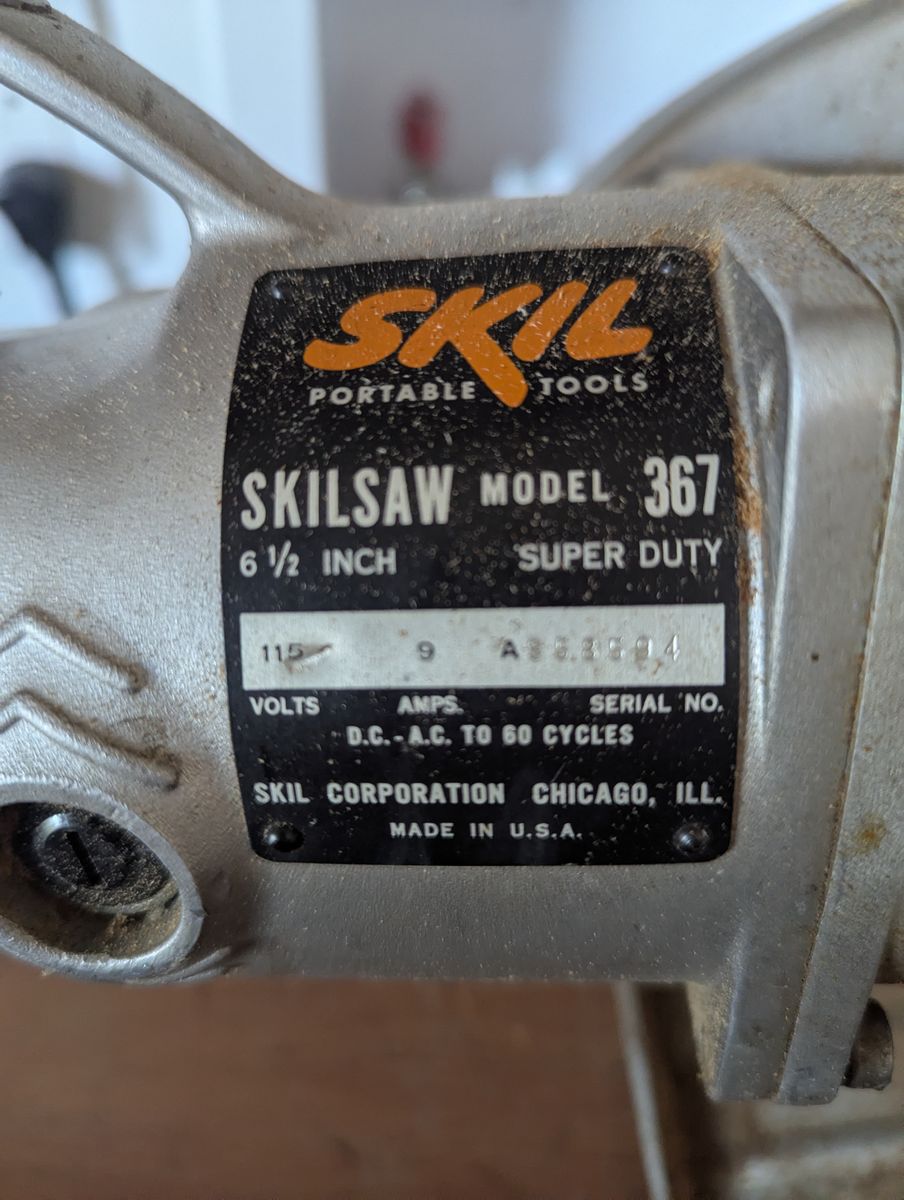 SKIL
PORTABLE TOOLS
SKILSAW MODEL 367
6 1/2 INCH SUPER DUTY
115 9
VOLTS AMPS. SERIAL NO.
D.C.-A.C. TO 60 CYCLES
SKIL CORPORATION CHICAGO, ILL.
MADE IN U.S.A.